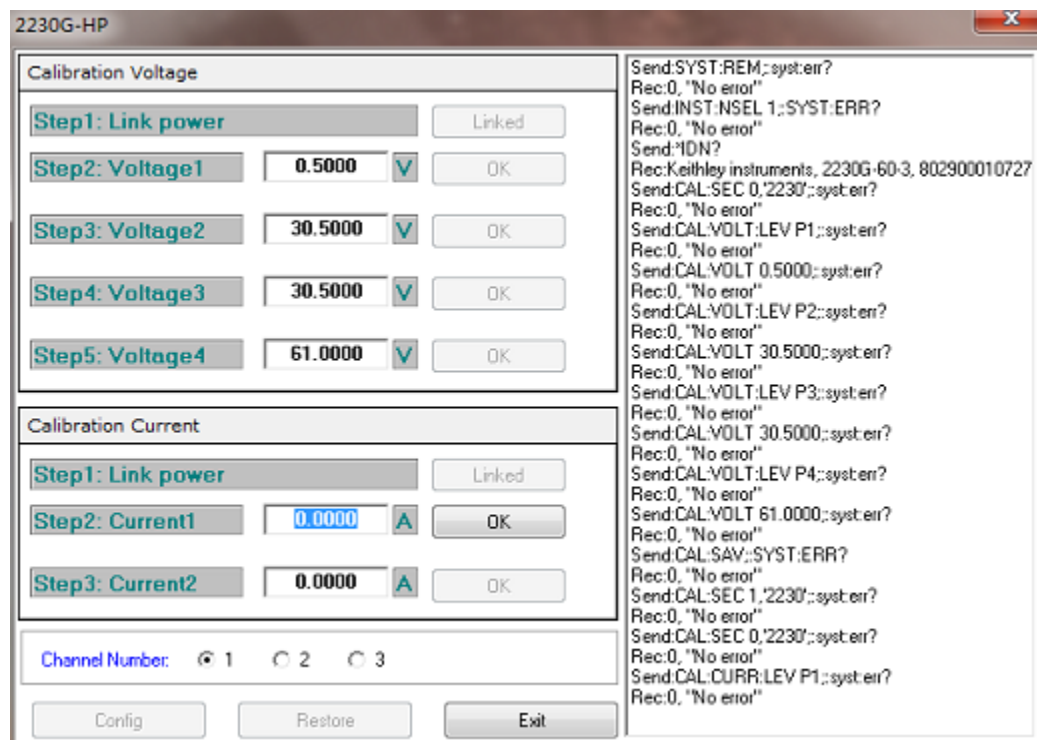 2230G-HP
Calibration Voltage
Step1: Link power Linked
Step2: Voltage1 0.5000 V OK
Step3: Voltage2 30.5000 V OK
Step4: Voltage3 30.5000 V OK
Step5: Voltage4 61.0000 V OK
Calibration Current
Step1: Link power Linked
Step2: Current1 0.0000 A OK
Step3: Current2 0.0000 A OK
Channel Number: 1 2 3
Config Restore Exit
Send:SYST:REM;:syst:err?
Rec:0, "No error"
Send:INST:NSEL 1;:SYST:ERR?
Rec:0, "No error"
Send:*IDN?
Rec:Keithley instruments, 2230G-60-3, 802900010727
Send:CAL:SEC 0,'2230';:syst:err?
Rec:0, "No error"
Send:CAL:VOLT:LEV P1;:syst:err?
Rec:0, "No error"
Send:CAL:VOLT 0.5000;:syst:err?
Rec:0, "No error"
Send:CAL:VOLT:LEV P2;:syst:err?
Rec:0, "No error"
Send:CAL:VOLT 30.5000;:syst:err?
Rec:0, "No error"
Send:CAL:VOLT:LEV P3;:syst:err?
Rec:0, "No error"
Send:CAL:VOLT 30.5000;:syst:err?
Rec:0, "No error"
Send:CAL:VOLT:LEV P4;:syst:err?
Rec:0, "No error"
Send:CAL:VOLT 61.0000;:syst:err?
Rec:0, "No error"
Send:CAL:SAV;:SYST:ERR?
Rec:0, "No error"
Send:CAL:SEC 1,'2230';:syst:err?
Rec:0, "No error"
Send:CAL:SEC 0,'2230';:syst:err?
Rec:0, "No error"
Send:CAL:CURR:LEV P1;:syst:err?
Rec:0, "No error"